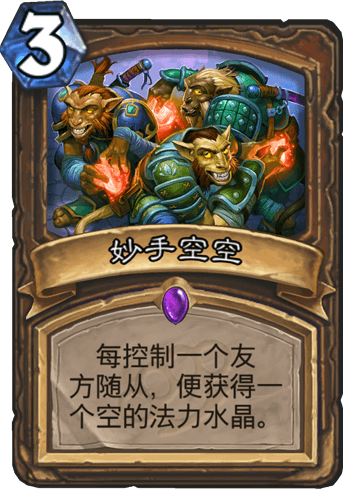 3
妙手空空
每控制一个友
方随从，便获得一
个空的法力水晶。